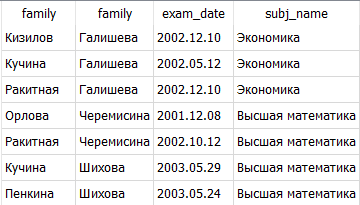 family family exam_date subj_name
Кизилов Галишева 2002.12.10 Экономика
Кучина Галишева 2002.05.12 Экономика
Ракитная Галишева 2002.12.10 Экономика
Орлова Черемисина 2001.12.08 Высшая математика
Ракитная Черемисина 2002.10.12 Высшая математика
Кучина Шихова 2003.05.29 Высшая математика
Пенкина Шихова 2003.05.24 Высшая математика